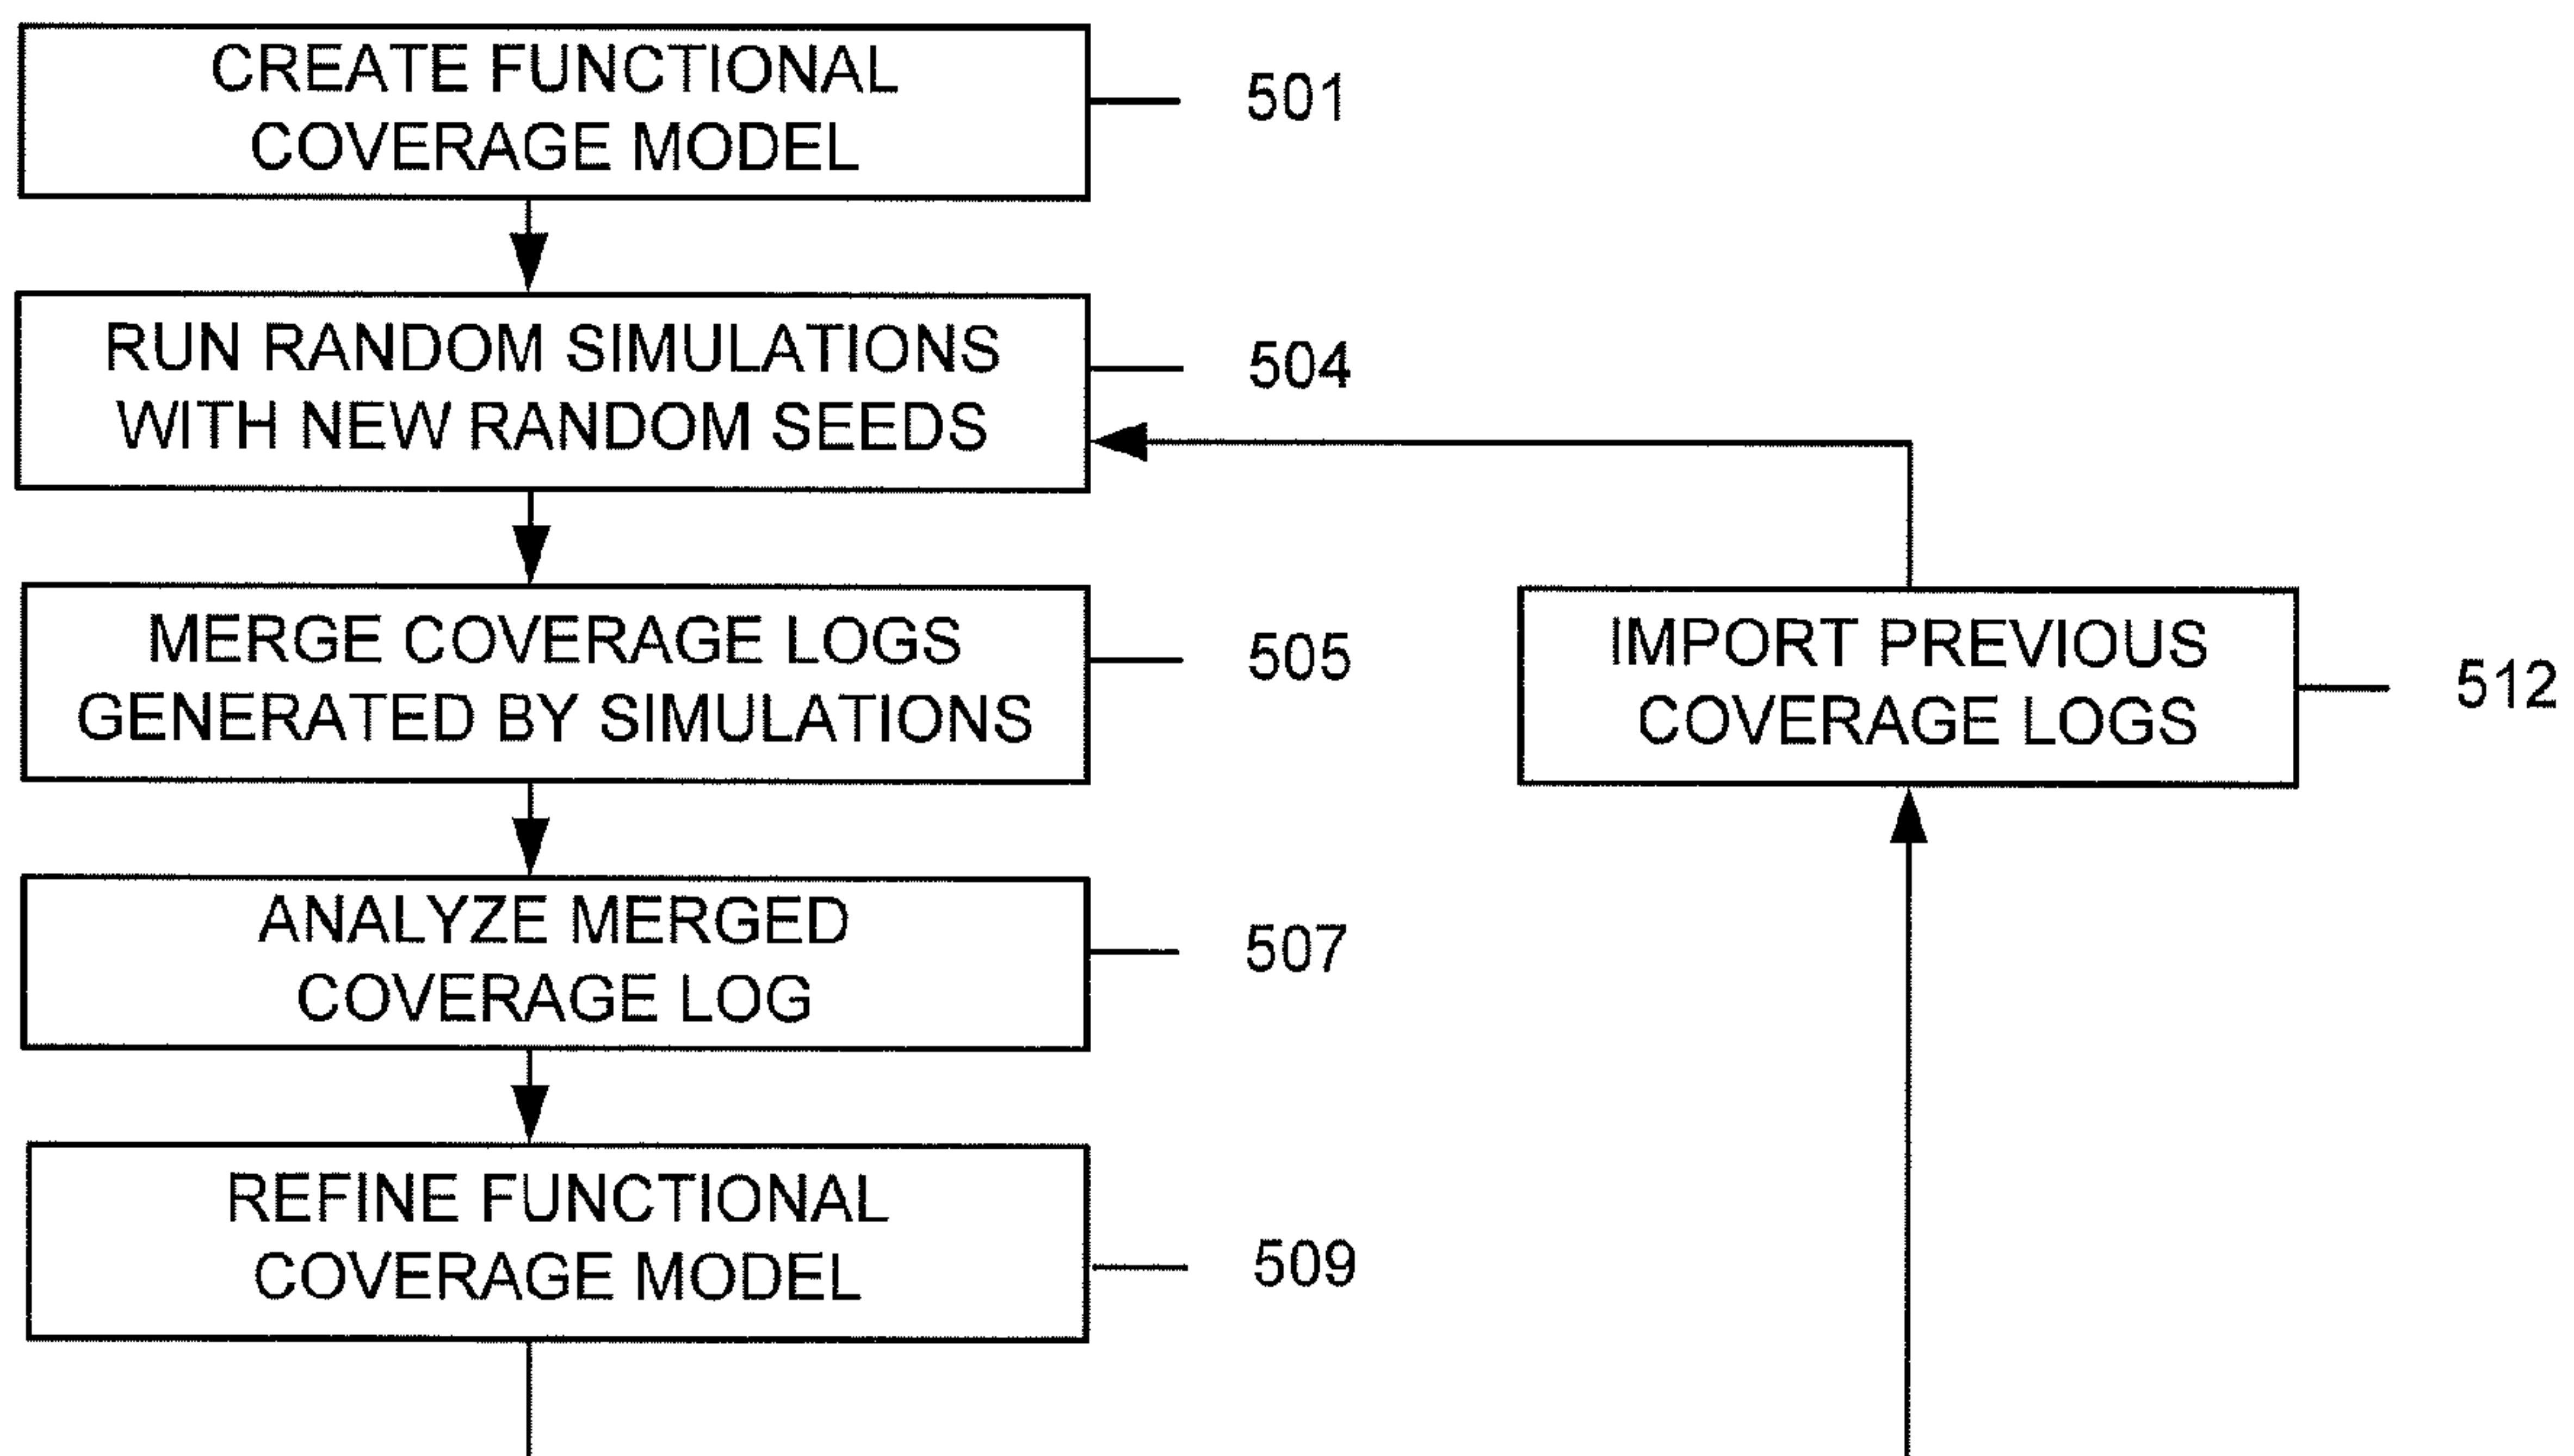 CREATE FUNCTIONAL
COVERAGE MODEL
501
RUN RANDOM SIMULATIONS
WITH NEW RANDOM SEEDS
504
MERGE COVERAGE LOGS
GENERATED BY SIMULATIONS
505
IMPORT PREVIOUS
COVERAGE LOGS
512
ANALYZE MERGED
COVERAGE LOG
507
REFINE FUNCTIONAL
COVERAGE MODEL
509